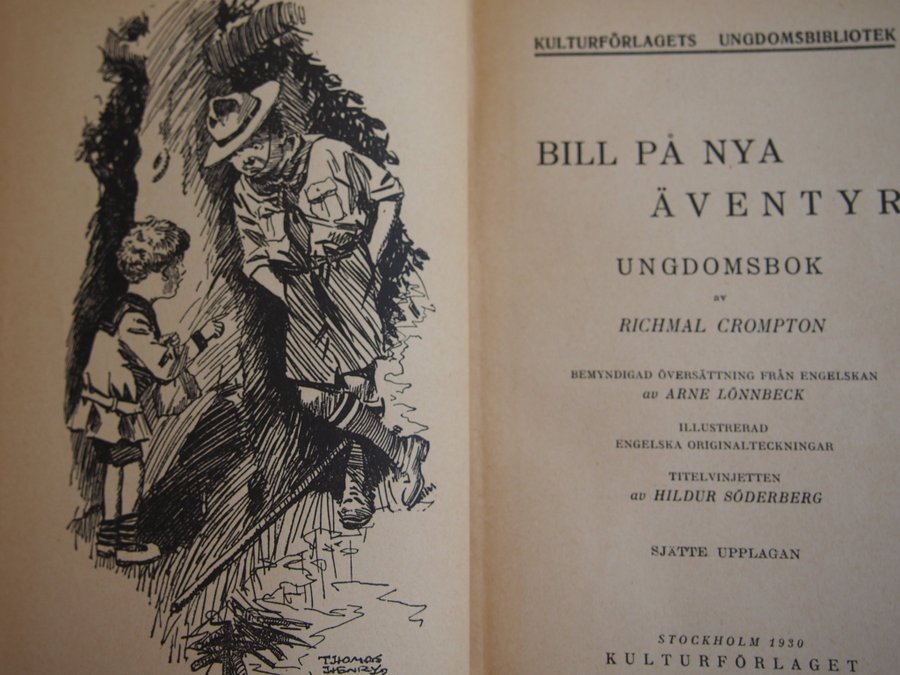 THOMAS
HENRY
KULTURFÖRLAGETS UNGDOMSBIBLIOTEK
BILL PÅ NYA
ÄVENTYR
UNGDOMSBOK
av
RICHMAL CROMPTON
BEMYNDIGAD ÖVERSÄTTNING FRÅN ENGELSKAN
av ARNE LÖNNBECK
ILLUSTRERAD
ENGELSKA ORIGINALTECKNINGAR
TITELVINJETTEN
av HILDUR SÖDERBERG
SJÄTTE UPPLAGAN
STOCKHOLM 1930
KULTURFÖRLAGET